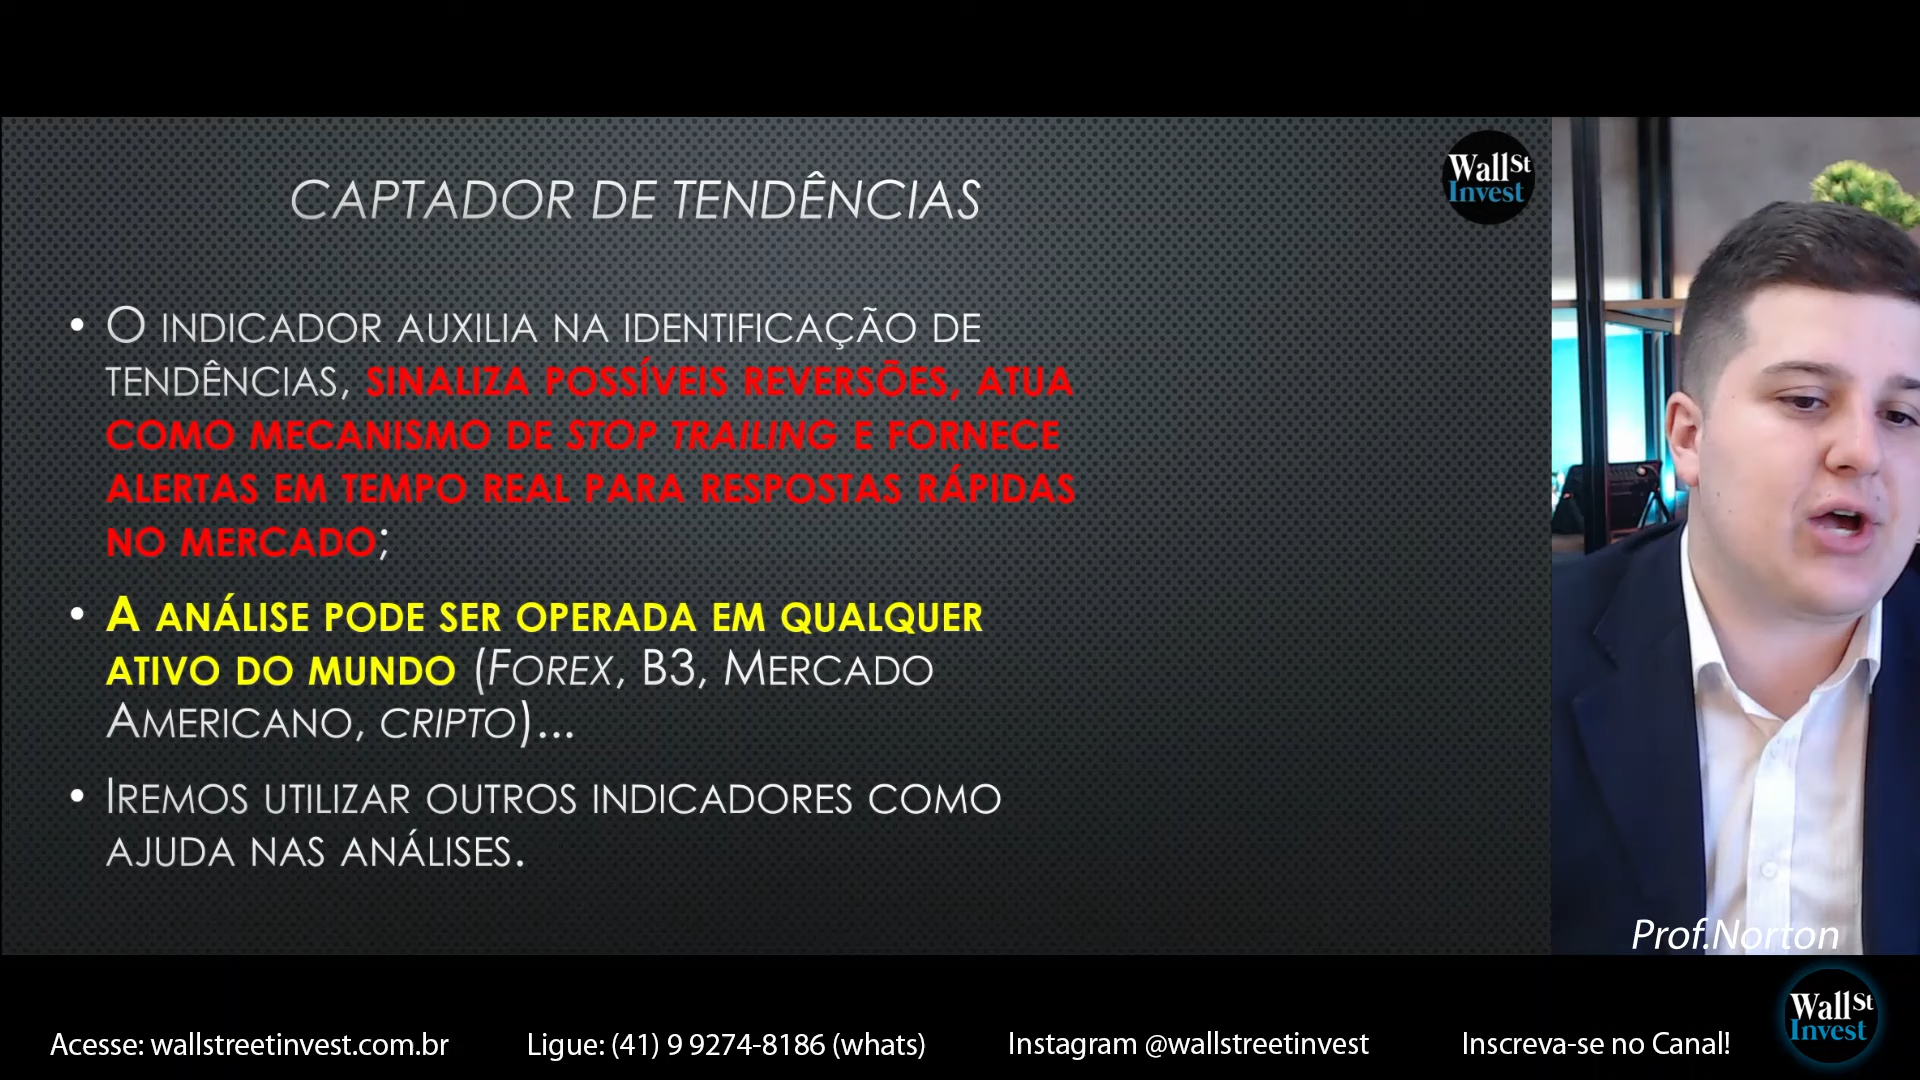 CAPTADOR DE TENDÊNCIAS
WallSt
Invest
• O INDICADOR AUXILIA NA IDENTIFICAÇÃO DE
TENDÊNCIAS, SINALIZA POSSÍVEIS REVERSÕES, ATUA
COMO MECANISMO DE STOP TRAILING E FORNECE
ALERTAS EM TEMPO REAL PARA RESPOSTAS RÁPIDAS
NO MERCADO;
• A ANÁLISE PODE SER OPERADA EM QUALQUER
ATIVO DO MUNDO (FOREX, B3, MERCADO
AMERICANO, CRIPTO)...
• IREMOS UTILIZAR OUTROS INDICADORES COMO
AJUDA NAS ANÁLISES.
Prof.Norton
Acesse: wallstreetinvest.com.br Ligue: (41) 9 9274-8186 (whats) Instagram @wallstreetinvest Inscreva-se no Canal!
WallSt
Invest